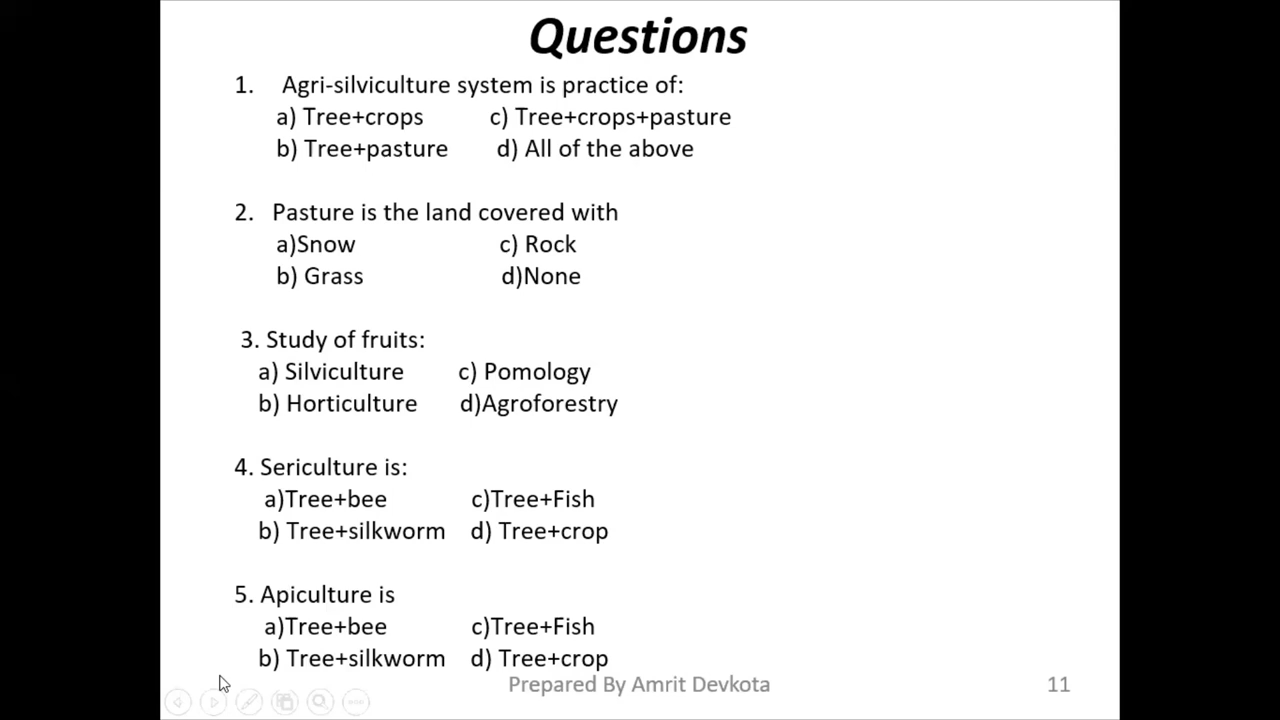 Questions
1. Agri-silviculture system is practice of:
a) Tree+crops c) Tree+crops+pasture
b) Tree+pasture d) All of the above
2. Pasture is the land covered with
a)Snow c) Rock
b) Grass d)None
3. Study of fruits:
a) Silviculture c) Pomology
b) Horticulture d)Agroforestry
4. Sericulture is:
a)Tree+bee c)Tree+Fish
b) Tree+silkworm d) Tree+crop
5. Apiculture is
a)Tree+bee c)Tree+Fish
b) Tree+silkworm d) Tree+crop
Prepared By Amrit Devkota 11